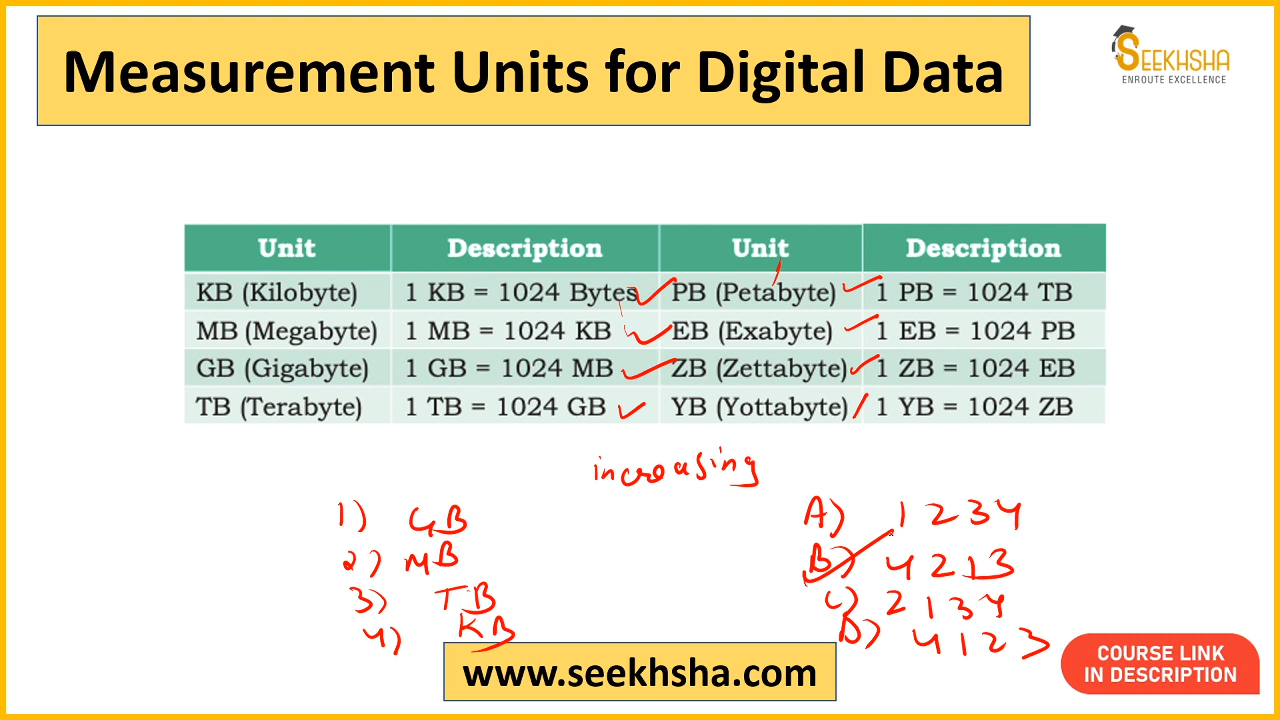 Measurement Units for Digital Data
SEEKHSHA
ENROUTE EXCELLENCE
Unit Description Unit Description
KB (Kilobyte) 1 KB = 1024 Bytes PB (Petabyte) 1 PB = 1024 TB
MB (Megabyte) 1 MB = 1024 KB EB (Exabyte) 1 EB = 1024 PB
GB (Gigabyte) 1 GB = 1024 MB ZB (Zettabyte) 1 ZB = 1024 EB
TB (Terabyte) 1 TB = 1024 GB YB (Yottabyte) 1 YB = 1024 ZB
increasing
1) GB
2) MB
3) TB
4) KB
A) 1 2 3 4
B) 4 2 1 3
C) 2 1 3 4
D) 4 1 2 3
www.seekhsha.com
COURSE LINK
IN DESCRIPTION